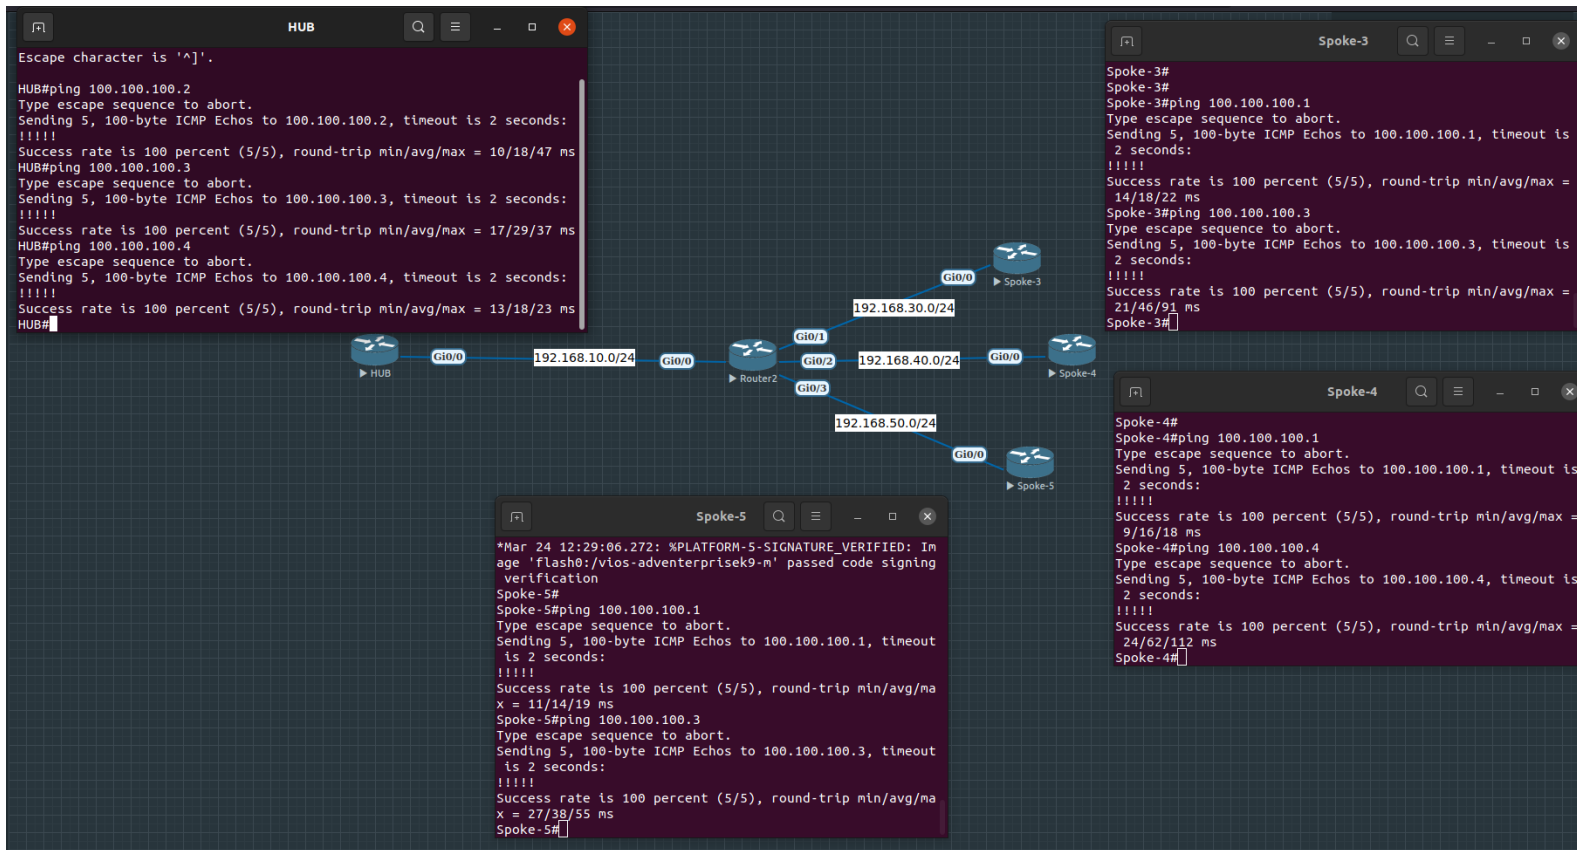 HUB
Escape character is '^]'.
HUB#ping 100.100.100.2
Type escape sequence to abort.
Sending 5, 100-byte ICMP Echos to 100.100.100.2, timeout is 2 seconds:
!!!!!
Success rate is 100 percent (5/5), round-trip min/avg/max = 10/18/47 ms
HUB#ping 100.100.100.3
Type escape sequence to abort.
Sending 5, 100-byte ICMP Echos to 100.100.100.3, timeout is 2 seconds:
!!!!!
Success rate is 100 percent (5/5), round-trip min/avg/max = 17/29/37 ms
HUB#ping 100.100.100.4
Type escape sequence to abort.
Sending 5, 100-byte ICMP Echos to 100.100.100.4, timeout is 2 seconds:
!!!!!
Success rate is 100 percent (5/5), round-trip min/avg/max = 13/18/23 ms
HUB#
Spoke-3
Spoke-3#
Spoke-3#
Spoke-3#ping 100.100.100.1
Type escape sequence to abort.
Sending 5, 100-byte ICMP Echos to 100.100.100.1, timeout is
2 seconds:
!!!!!
Success rate is 100 percent (5/5), round-trip min/avg/max =
14/18/22 ms
Spoke-3#ping 100.100.100.3
Type escape sequence to abort.
Sending 5, 100-byte ICMP Echos to 100.100.100.3, timeout is
2 seconds:
!!!!!
Success rate is 100 percent (5/5), round-trip min/avg/max =
21/46/91 ms
Spoke-3#
Gi0/0
Spoke-3
192.168.30.0/24
Gi0/1
HUB
Gi0/0
192.168.10.0/24
Gi0/0
Router2
Gi0/2
192.168.40.0/24
Gi0/0
Spoke-4
Gi0/3
192.168.50.0/24
Gi0/0
Spoke-5
Spoke-4
Spoke-4#
Spoke-4#ping 100.100.100.1
Type escape sequence to abort.
Sending 5, 100-byte ICMP Echos to 100.100.100.1, timeout is
2 seconds:
!!!!!
Success rate is 100 percent (5/5), round-trip min/avg/max =
9/16/18 ms
Spoke-4#ping 100.100.100.4
Type escape sequence to abort.
Sending 5, 100-byte ICMP Echos to 100.100.100.4, timeout is
2 seconds:
!!!!!
Success rate is 100 percent (5/5), round-trip min/avg/max =
24/62/112 ms
Spoke-4#
Spoke-5
*Mar 24 12:29:06.272: %PLATFORM-5-SIGNATURE_VERIFIED: Im
age 'flash0:/vios-adventerprisek9-m' passed code signing
verification
Spoke-5#
Spoke-5#ping 100.100.100.1
Type escape sequence to abort.
Sending 5, 100-byte ICMP Echos to 100.100.100.1, timeout
is 2 seconds:
!!!!!
Success rate is 100 percent (5/5), round-trip min/avg/ma
x = 11/14/19 ms
Spoke-5#ping 100.100.100.3
Type escape sequence to abort.
Sending 5, 100-byte ICMP Echos to 100.100.100.3, timeout
is 2 seconds:
!!!!!
Success rate is 100 percent (5/5), round-trip min/avg/ma
x = 27/38/55 ms
Spoke-5#